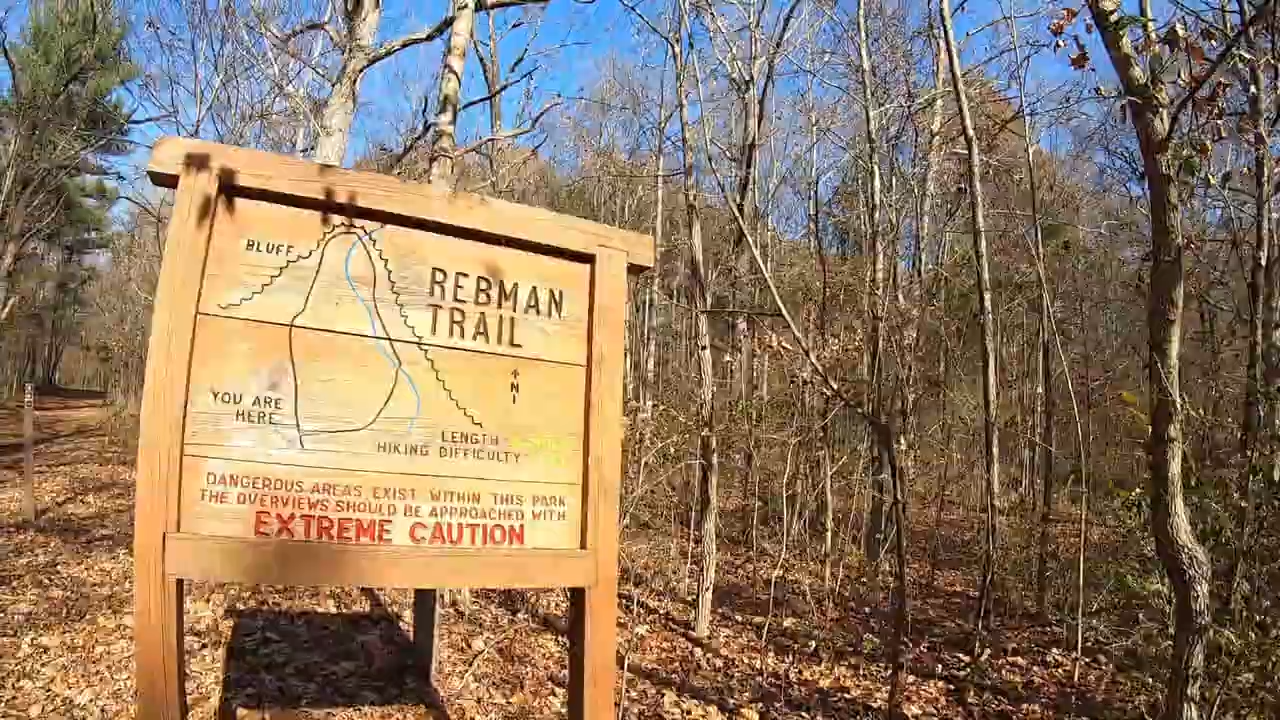 BLUFF
REBMAN
TRAIL
N
YOU ARE
HERE
LENGTH
HIKING DIFFICULTY
DANGEROUS AREAS EXIST WITHIN THIS PARK
THE OVERVIEWS SHOULD BE APPROACHED WITH
EXTREME CAUTION